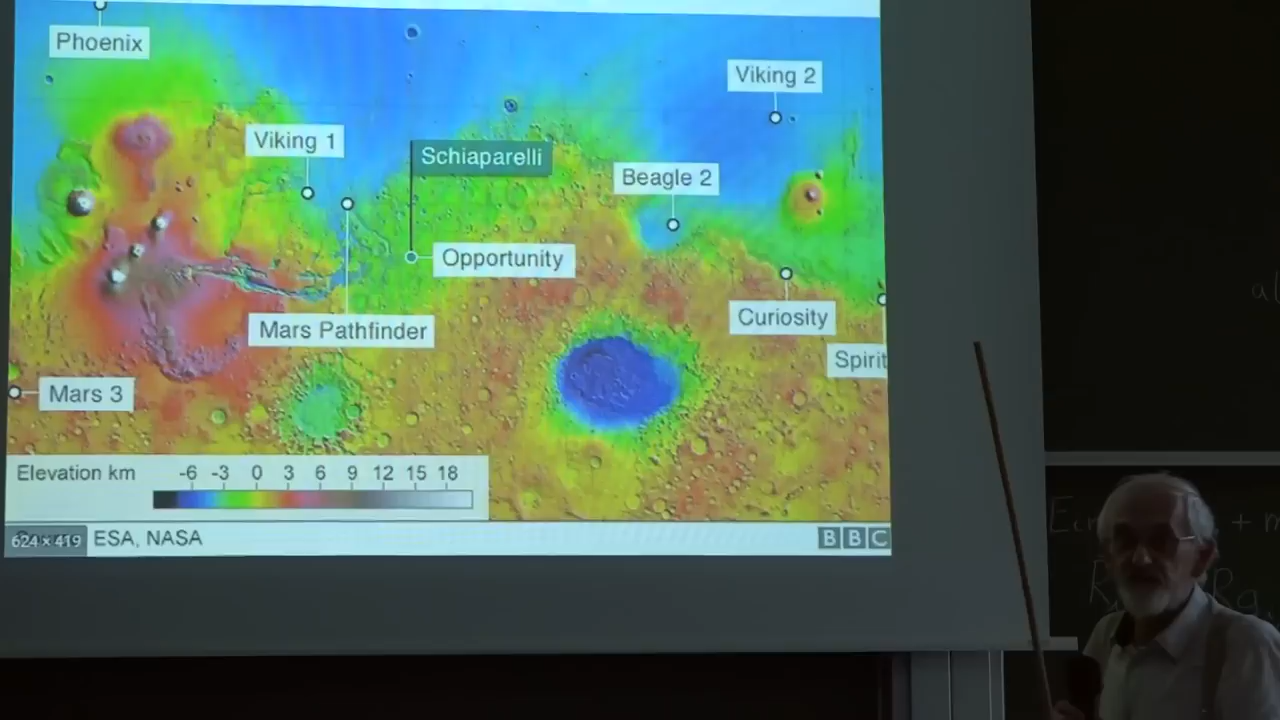 Phoenix
Viking 2
Viking 1
Schiaparelli
Beagle 2
Opportunity
Curiosity
Mars Pathfinder
Spirit
Mars 3
Elevation km -6 -3 0 3 6 9 12 15 18
624 × 419 ESA, NASA
BBC